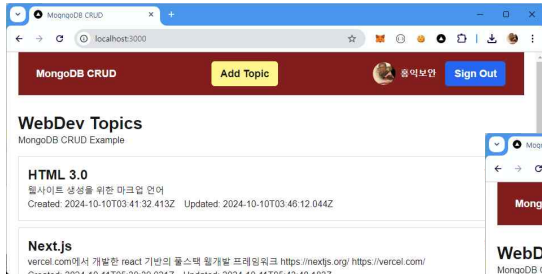 MoqngoDB CRUD
localhost:3000
MongoDB CRUD
Add Topic
홍익보안
Sign Out
WebDev Topics
MongoDB CRUD Example
HTML 3.0
웹사이트 생성을 위한 마크업 언어
Created: 2024-10-10T03:41:32.413Z Updated: 2024-10-10T03:46:12.044Z
Next.js
vercel.com에서 개발한 react 기반의 풀스택 웹개발 프레임워크 https://nextjs.org/ https://vercel.com/
Moq
Mong
WebD
MongoDB